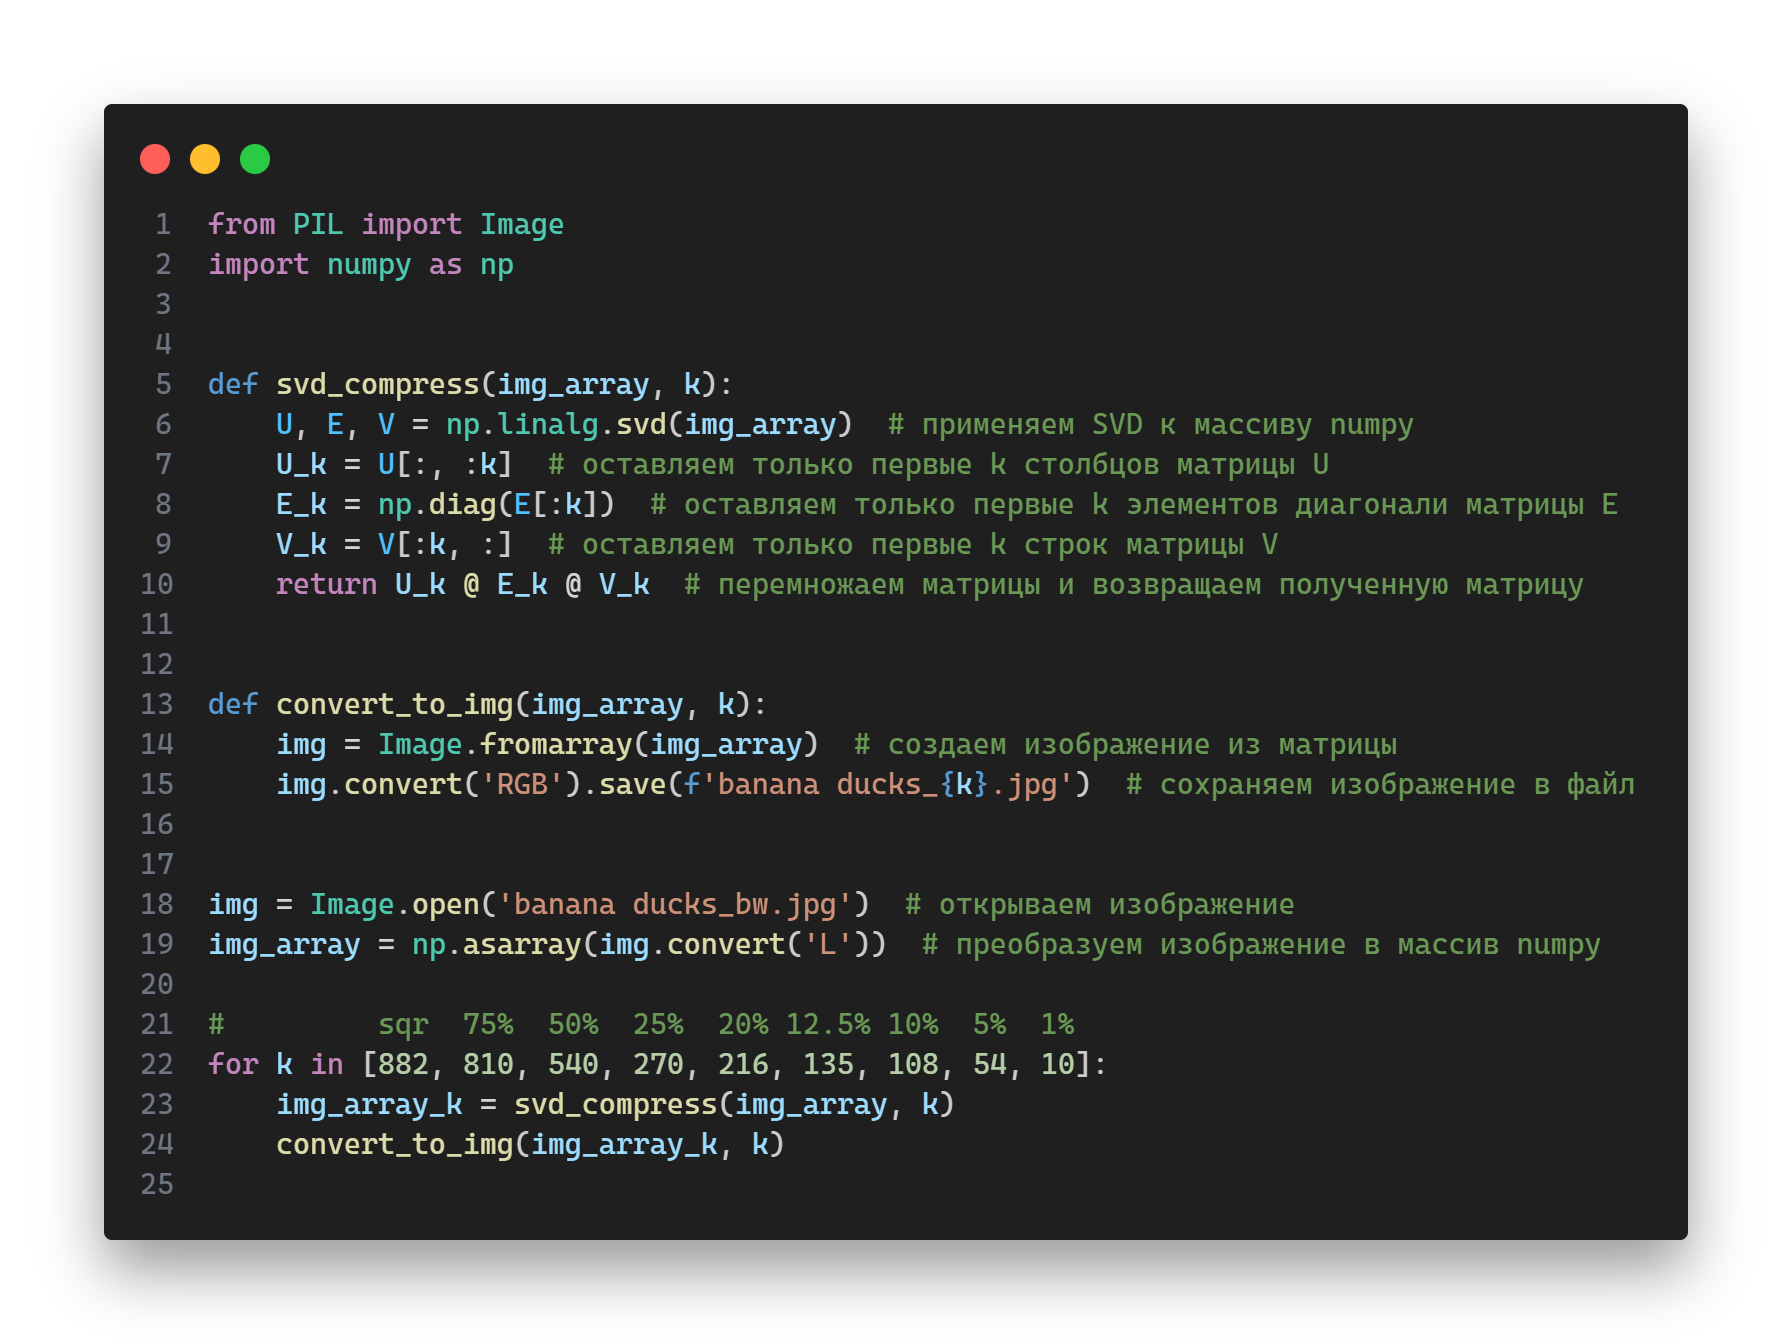 1 from PIL import Image
2 import numpy as np
3
4
5 def svd_compress(img_array, k):
6     U, E, V = np.linalg.svd(img_array)  # применяем SVD к массиву numpy
7     U_k = U[:, :k]  # оставляем только первые k столбцов матрицы U
8     E_k = np.diag(E[:k])  # оставляем только первые k элементов диагонали матрицы E
9     V_k = V[:k, :]  # оставляем только первые k строк матрицы V
10     return U_k @ E_k @ V_k  # перемножаем матрицы и возвращаем полученную матрицу
11
12
13 def convert_to_img(img_array, k):
14     img = Image.fromarray(img_array)  # создаем изображение из матрицы
15     img.convert('RGB').save(f'banana ducks_{k}.jpg')  # сохраняем изображение в файл
16
17
18 img = Image.open('banana ducks_bw.jpg')  # открываем изображение
19 img_array = np.asarray(img.convert('L'))  # преобразуем изображение в массив numpy
20
21 #         sqr  75%  50%  25%  20% 12.5% 10%  5%  1%
22 for k in [882, 810, 540, 270, 216, 135, 108, 54, 10]:
23     img_array_k = svd_compress(img_array, k)
24     convert_to_img(img_array_k, k)
25